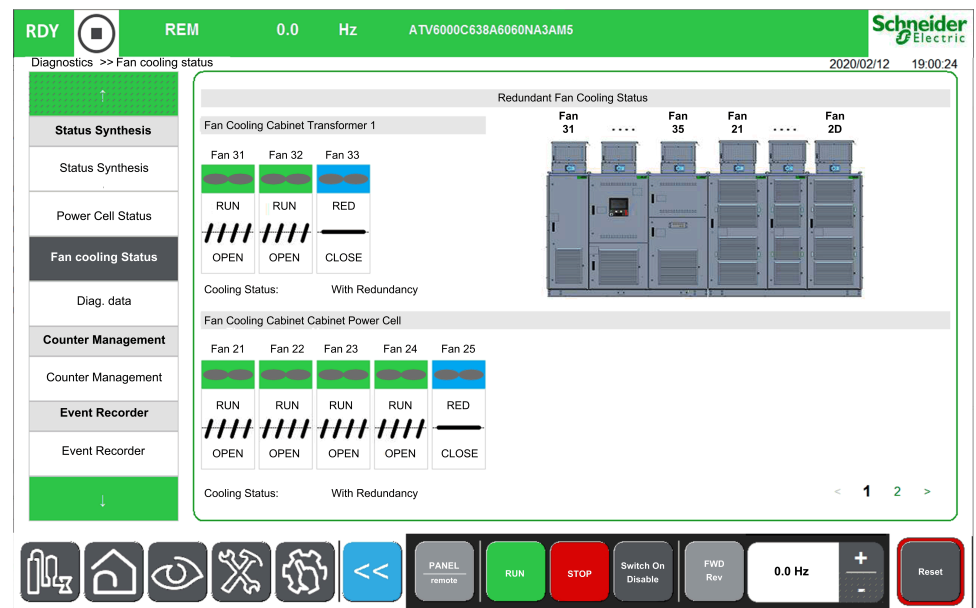 RDY REM 0.0 Hz ATV6000C638A6060NA3AM5 Schneider
Electric
Diagnostics >> Fan cooling status 2020/02/12 19:00:24
↑
Status Synthesis
Status Synthesis
Power Cell Status
Fan cooling Status
Diag. data
Counter Management
Counter Management
Event Recorder
Event Recorder
↓
Redundant Fan Cooling Status
Fan Cooling Cabinet Transformer 1
Fan 31 Fan 32 Fan 33
RUN RUN RED
OPEN OPEN CLOSE
Cooling Status: With Redundancy
Fan Fan Fan Fan
31 .... 35 21 .... 2D
Fan Cooling Cabinet Cabinet Power Cell
Fan 21 Fan 22 Fan 23 Fan 24 Fan 25
RUN RUN RUN RUN RED
OPEN OPEN OPEN OPEN CLOSE
Cooling Status: With Redundancy
< 1 2 >
<< PANEL
remote
RUN
STOP
Switch On
Disable
FWD
Rev
0.0 Hz
+
-
Reset